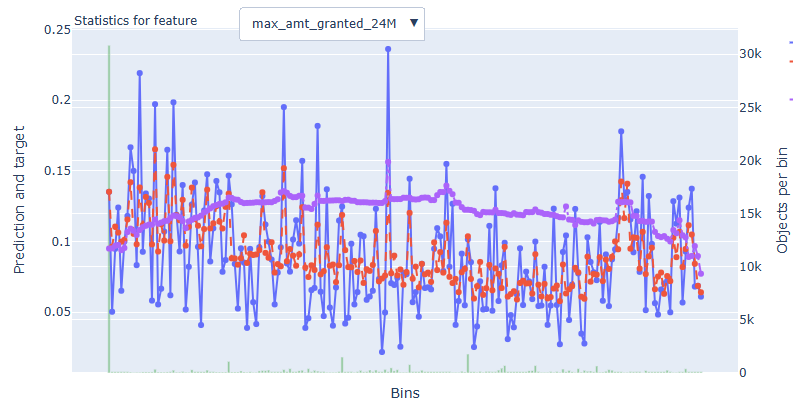 Statistics for feature
max_amt_granted_24M ▼
0.25
0.2
0.15
0.1
0.05
Prediction and target
30k
25k
20k
15k
10k
5k
0
Objects per bin
Bins